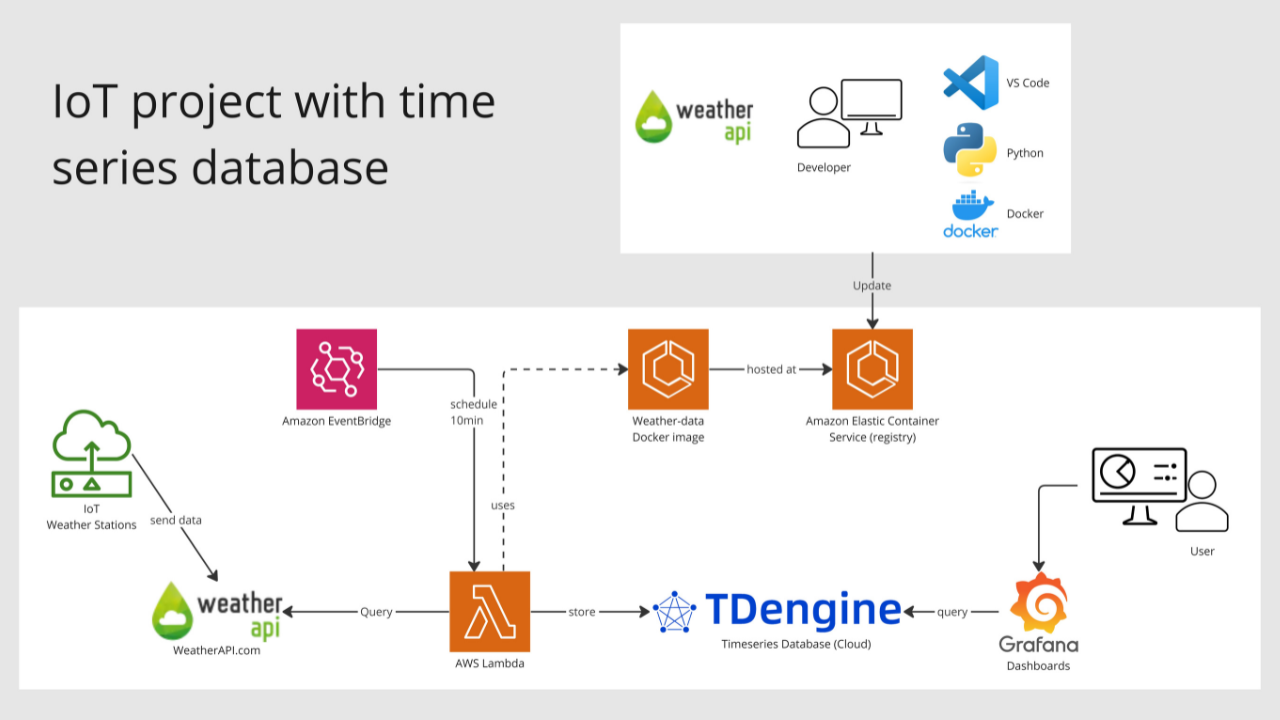 IoT project with time
series database
weather
api
Developer
VS Code
Python
docker
Docker
Update
Amazon EventBridge
schedule
10min
uses
Weather-data
Docker image
hosted at
Amazon Elastic Container
Service (registry)
IoT
Weather Stations
send data
weather
api
WeatherAPI.com
Query
AWS Lambda
store
TDengine
Timeseries Database (Cloud)
query
Grafana
Dashboards
User